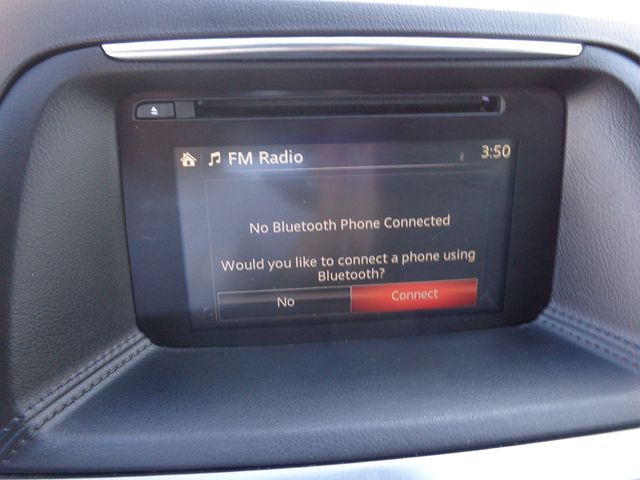 FM Radio 3:50
No Bluetooth Phone Connected
Would you like to connect a phone using
Bluetooth?
No Connect